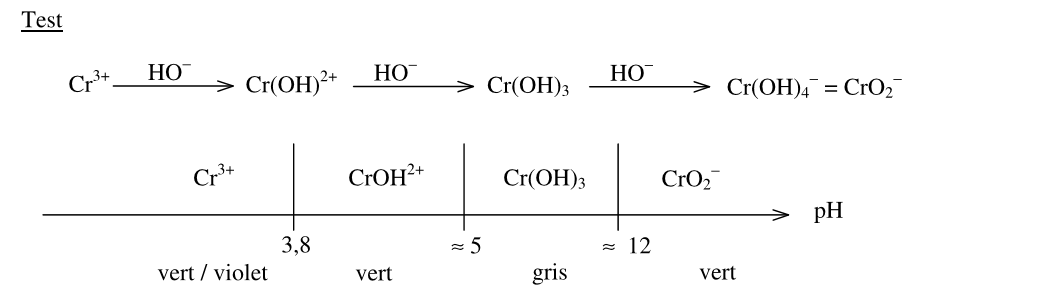 Test
Cr³⁺ HO⁻ Cr(OH)²⁺ HO⁻ Cr(OH)₃ HO⁻ Cr(OH)₄⁻ = CrO₂⁻
Cr³⁺ CrOH²⁺ Cr(OH)₃ CrO₂⁻
pH
3,8 ≈ 5 ≈ 12
vert / violet vert gris vert